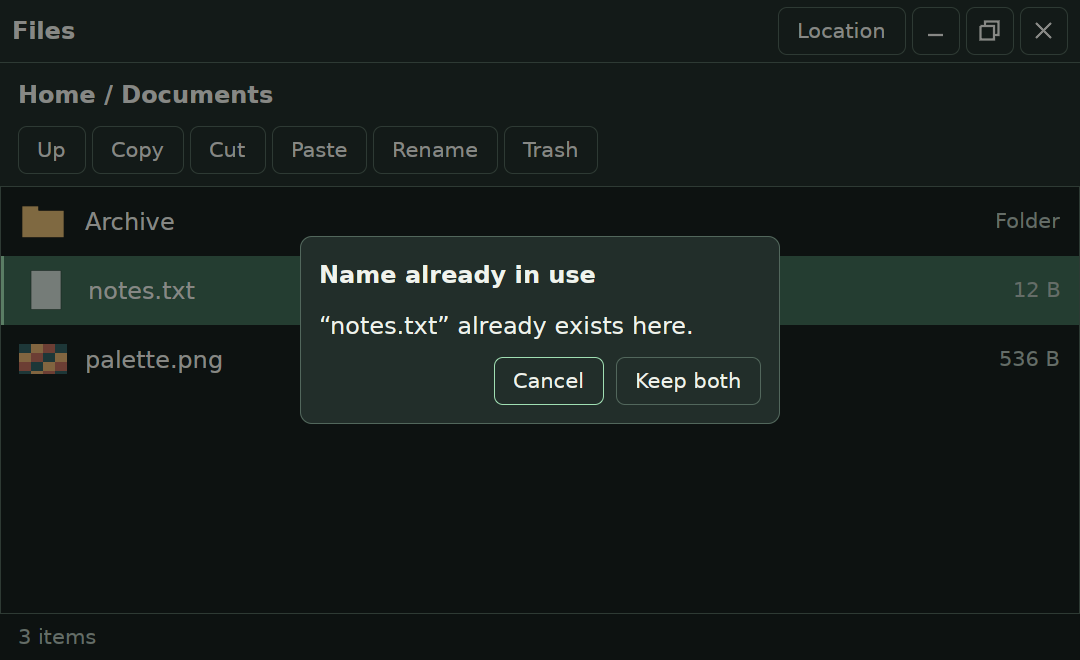 Files
Location
Home / Documents
Up Copy Cut Paste Rename Trash
Archive Folder
notes.txt 12 B
palette.png 536 B
Name already in use
“notes.txt” already exists here.
Cancel Keep both
3 items